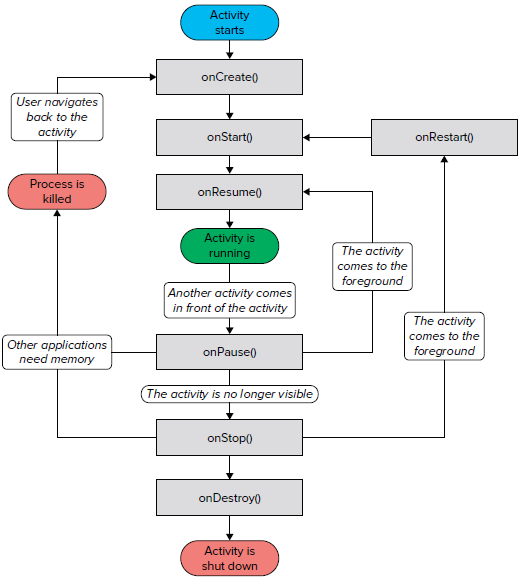 Activity
starts
onCreate()
User navigates
back to the
activity
onStart()
onRestart()
Process is
killed
onResume()
Activity is
running
The activity
comes to the
foreground
Another activity comes
in front of the activity
The activity
comes to the
foreground
Other applications
need memory
onPause()
The activity is no longer visible
onStop()
onDestroy()
Activity is
shut down